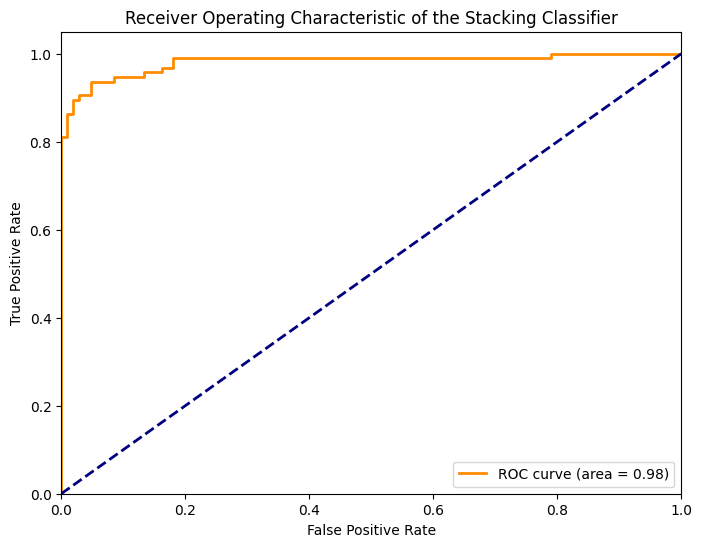 Receiver Operating Characteristic of the Stacking Classifier
True Positive Rate
1.0
0.8
0.6
0.4
0.2
0.0
ROC curve (area = 0.98)
0.0 0.2 0.4 0.6 0.8 1.0
False Positive Rate